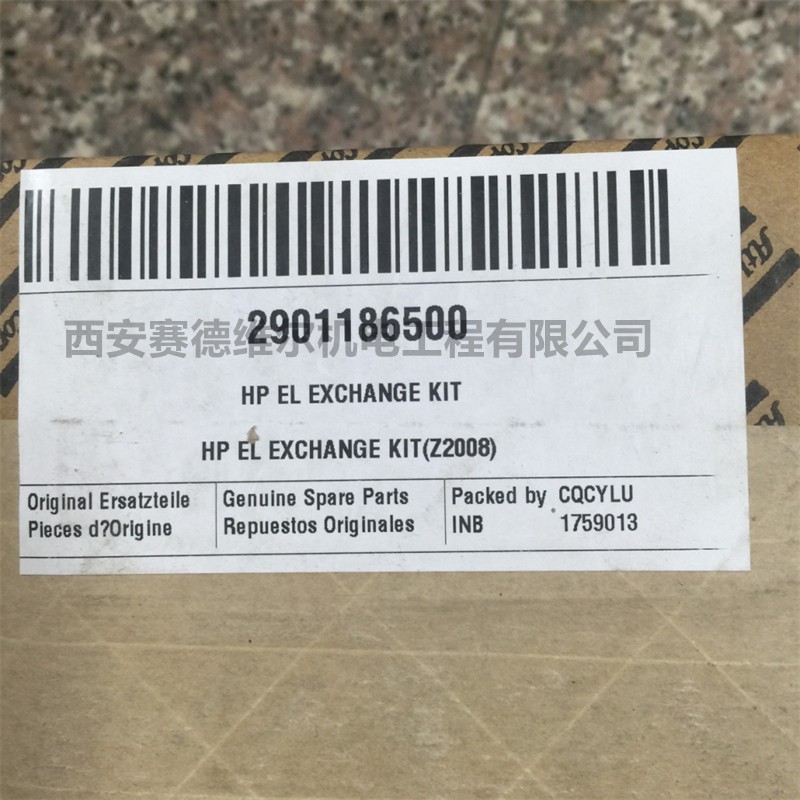 2901186500
西安赛德维尔机电工程有限公司
HP EL EXCHANGE KIT
HP EL EXCHANGE KIT(Z2008)
Original Ersatzteile
Pieces d?Origine
Genuine Spare Parts
Repuestos Originales
Packed by CQCYLU
INB 1759013